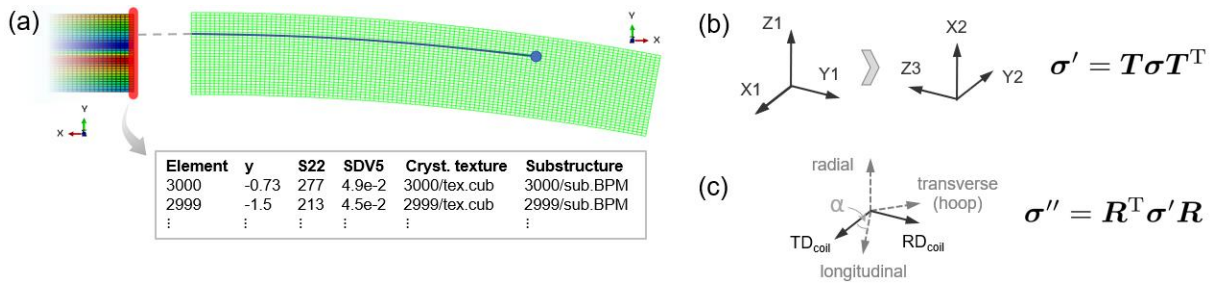 (a)
Y
X
Y
X
Element y S22 SDV5 Cryst. texture Substructure
3000 -0.73 277 4.9e-2 3000/tex.cub 3000/sub.BPM
2999 -1.5 213 4.5e-2 2999/tex.cub 2999/sub.BPM
⋮ ⋮ ⋮ ⋮ ⋮ ⋮
(b)
Z1
X1
Y1
X2
Z3
Y2
σ′ = TσTᵀ
(c)
radial
transverse
(hoop)
α
TDcoil
RDcoil
longitudinal
σ″ = Rᵀσ′R